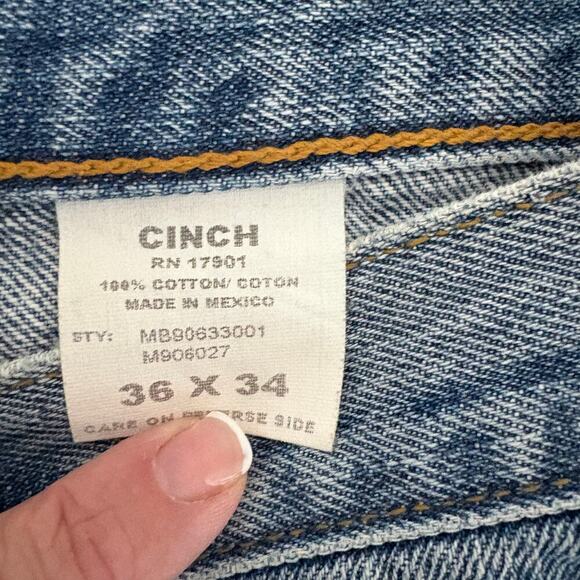 CINCH
RN 17901
100% COTTON/ COTON
MADE IN MEXICO
STY: MB90633001
M906027
36 X 34
CARE ON REVERSE SIDE